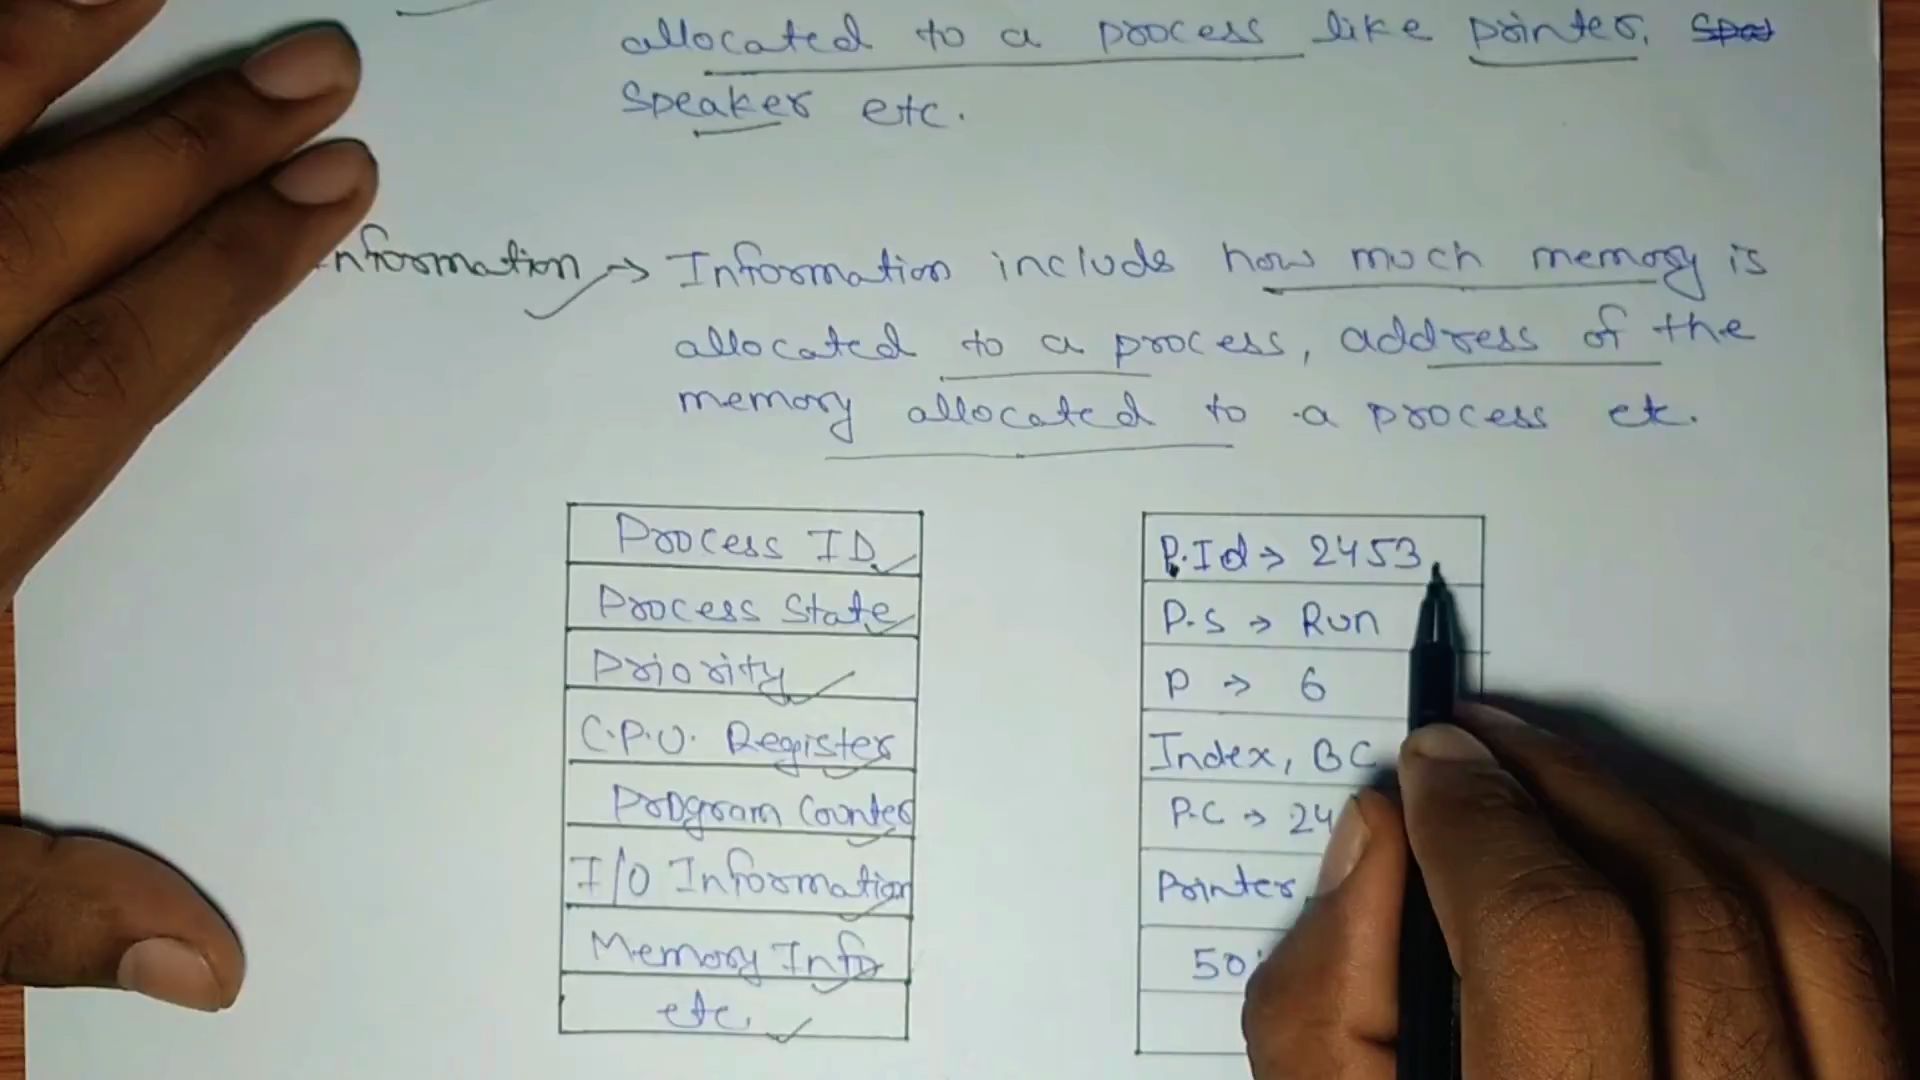 allocated to a process like printer,
Speaker etc.
Information → Information include how much memory is
allocated to a process, address of the
memory allocated to a process etc.
Process ID
Process State
Priority
C.P.U. Register
Program Counter
I/O Information
Memory Info
etc.
P.Id → 2453
P.S → Run
P → 6
Index, BC
P.C → 24
Printer,
50